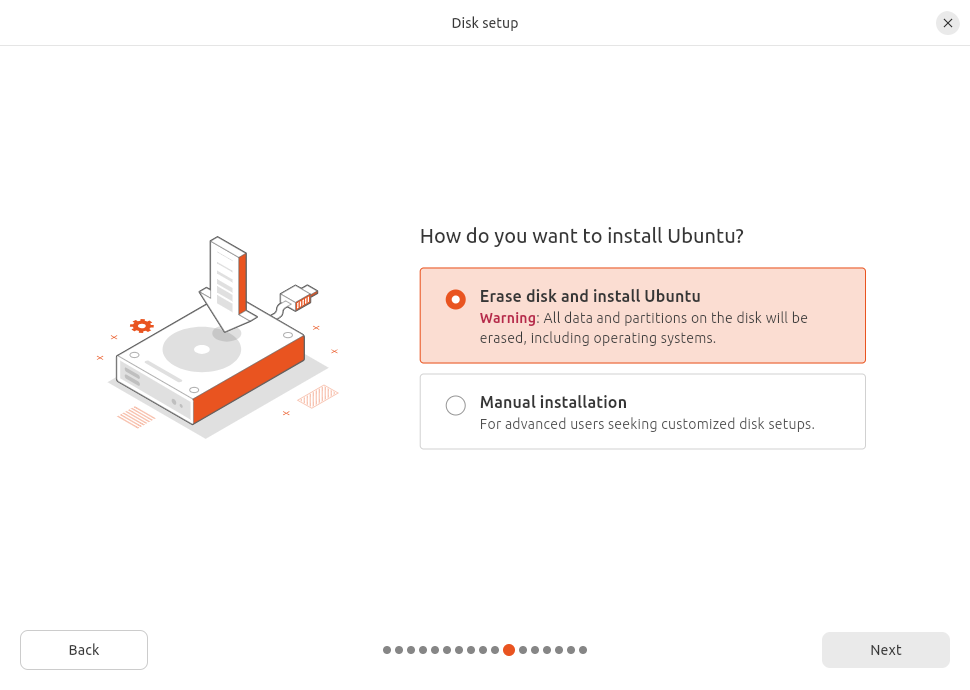 Disk setup
How do you want to install Ubuntu?
Erase disk and install Ubuntu
Warning: All data and partitions on the disk will be
erased, including operating systems.
Manual installation
For advanced users seeking customized disk setups.
Back
Next